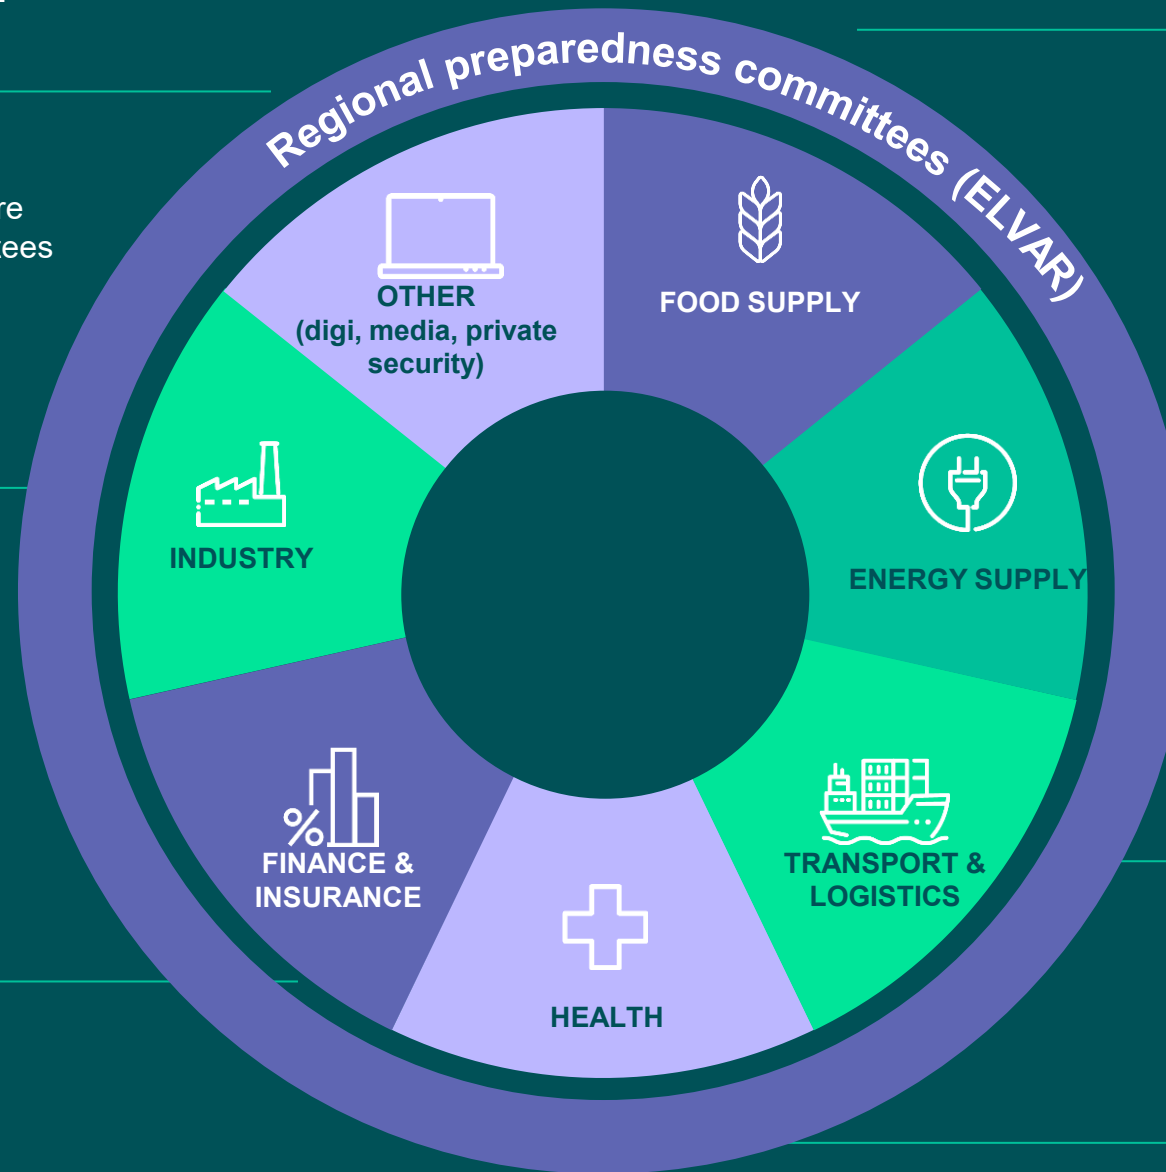 Regional preparedness committees (ELVAR)
OTHER
(digi, media, private
security)
FOOD SUPPLY
INDUSTRY
ENERGY SUPPLY
FINANCE &
INSURANCE
TRANSPORT &
LOGISTICS
HEALTH